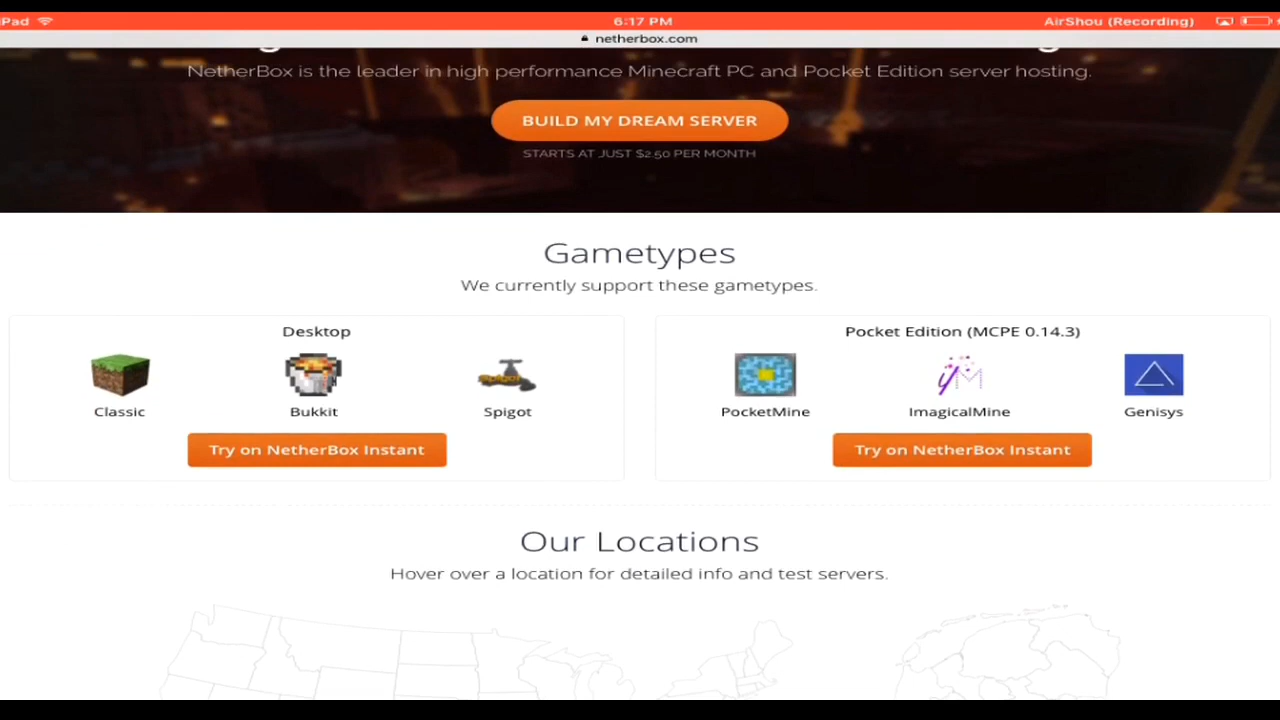 iPad 6:17 PM AirShou (Recording)
netherbox.com
NetherBox is the leader in high performance Minecraft PC and Pocket Edition server hosting.
BUILD MY DREAM SERVER
STARTS AT JUST $2.50 PER MONTH
Gametypes
We currently support these gametypes.
Desktop
Classic Bukkit Spigot
Try on NetherBox Instant
Pocket Edition (MCPE 0.14.3)
PocketMine ImagicalMine Genisys
Try on NetherBox Instant
Our Locations
Hover over a location for detailed info and test servers.